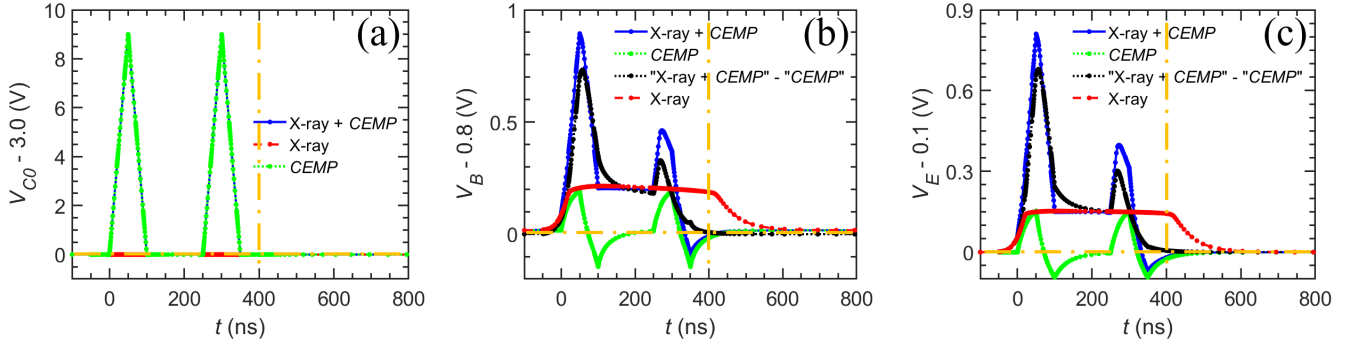 (a)
10
8
6
4
2
0
V_C0 - 3.0 (V)
X-ray + CEMP
X-ray
CEMP
0 200 400 600 800
t (ns)
(b)
1
0.5
0
V_B - 0.8 (V)
X-ray + CEMP
CEMP
"X-ray + CEMP" - "CEMP"
X-ray
0 200 400 600 800
t (ns)
(c)
0.9
0.6
0.3
0
V_E - 0.1 (V)
X-ray + CEMP
CEMP
"X-ray + CEMP" - "CEMP"
X-ray
0 200 400 600 800
t (ns)